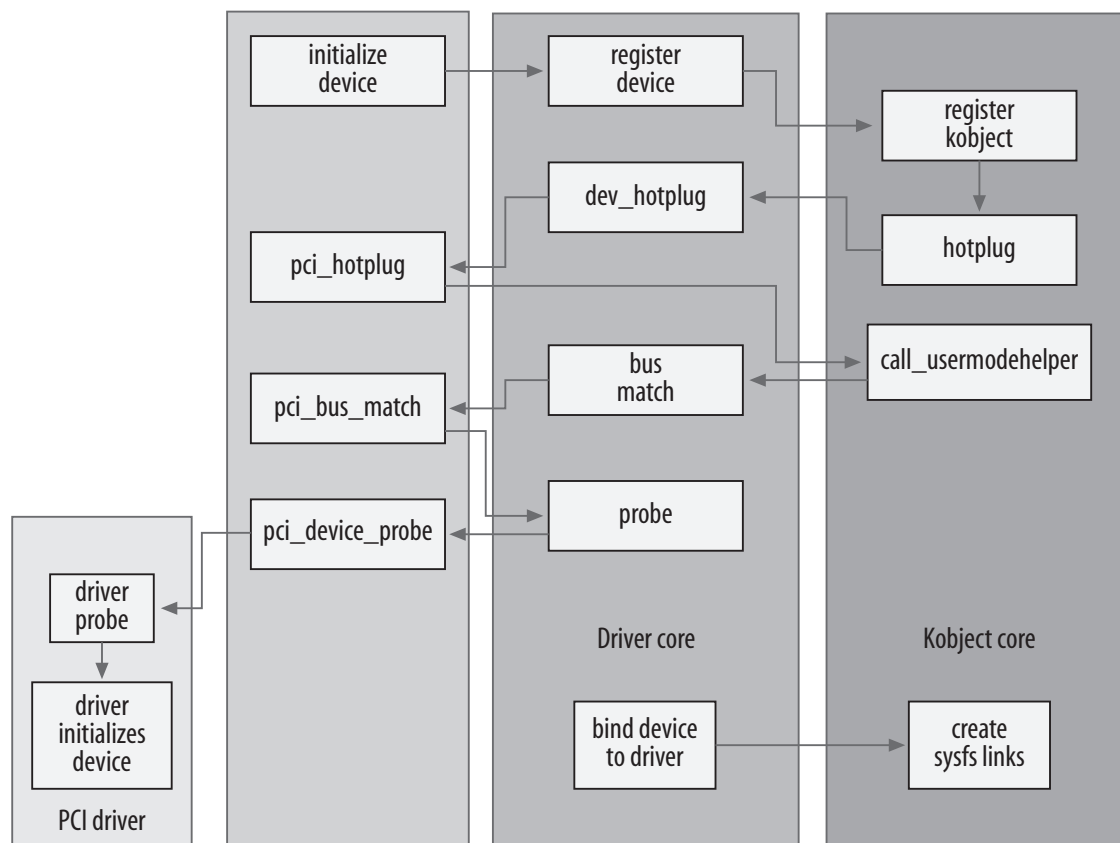 initialize
device
register
device
register
kobject
dev_hotplug
hotplug
pci_hotplug
call_usermodehelper
bus
match
pci_bus_match
probe
pci_device_probe
driver
probe
Driver core
Kobject core
driver
initializes
device
bind device
to driver
create
sysfs links
PCI driver